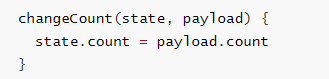 changeCount(state, payload) {
  state.count = payload.count
}